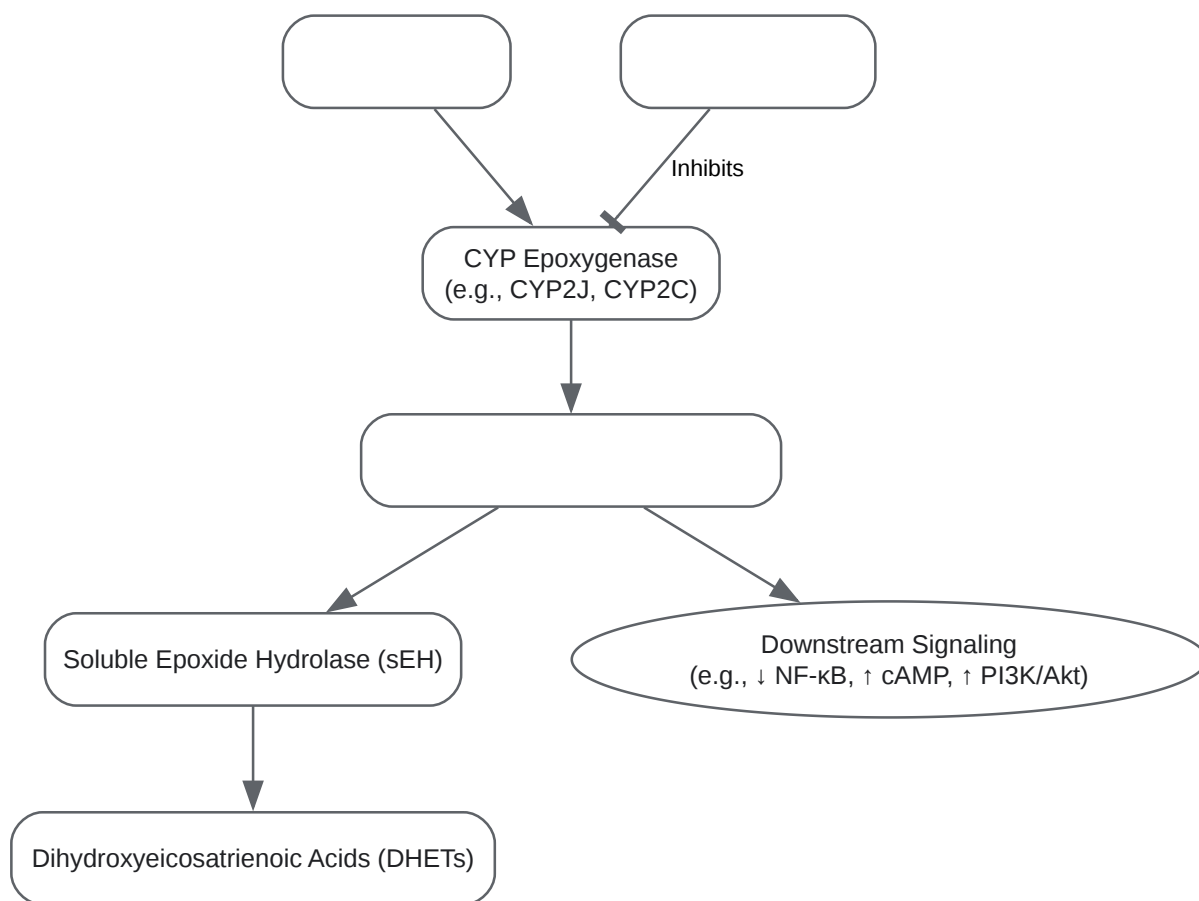 Inhibits
CYP Epoxygenase
(e.g., CYP2J, CYP2C)
Soluble Epoxide Hydrolase (sEH)
Downstream Signaling
(e.g., ↓ NF-κB, ↑ cAMP, ↑ PI3K/Akt)
Dihydroxyeicosatrienoic Acids (DHETs)